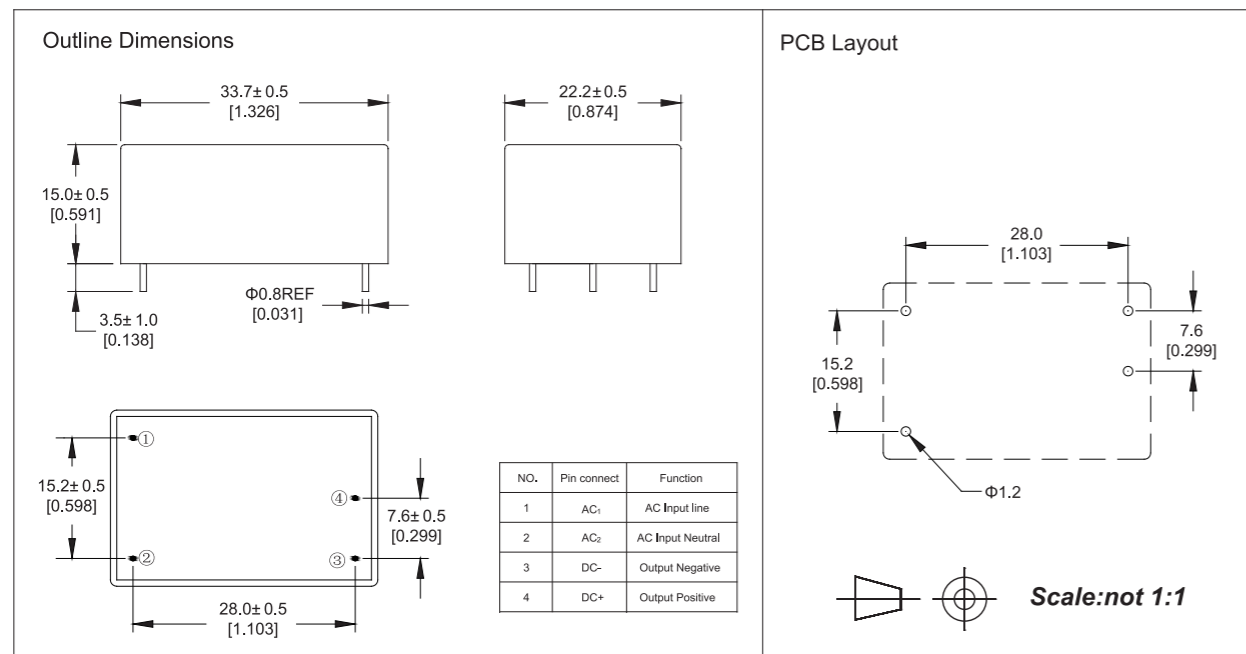 Outline Dimensions
33.7± 0.5
[1.326]
22.2±0.5
[0.874]
15.0± 0.5
[0.591]
Φ0.8REF
[0.031]
3.5± 1.0
[0.138]
①
②
③
④
15.2± 0.5
[0.598]
7.6± 0.5
[0.299]
28.0± 0.5
[1.103]
NO. Pin connect Function
1 AC₁ AC Input line
2 AC₂ AC Input Neutral
3 DC- Output Negative
4 DC+ Output Positive
PCB Layout
28.0
[1.103]
7.6
[0.299]
15.2
[0.598]
Φ1.2
Scale:not 1:1